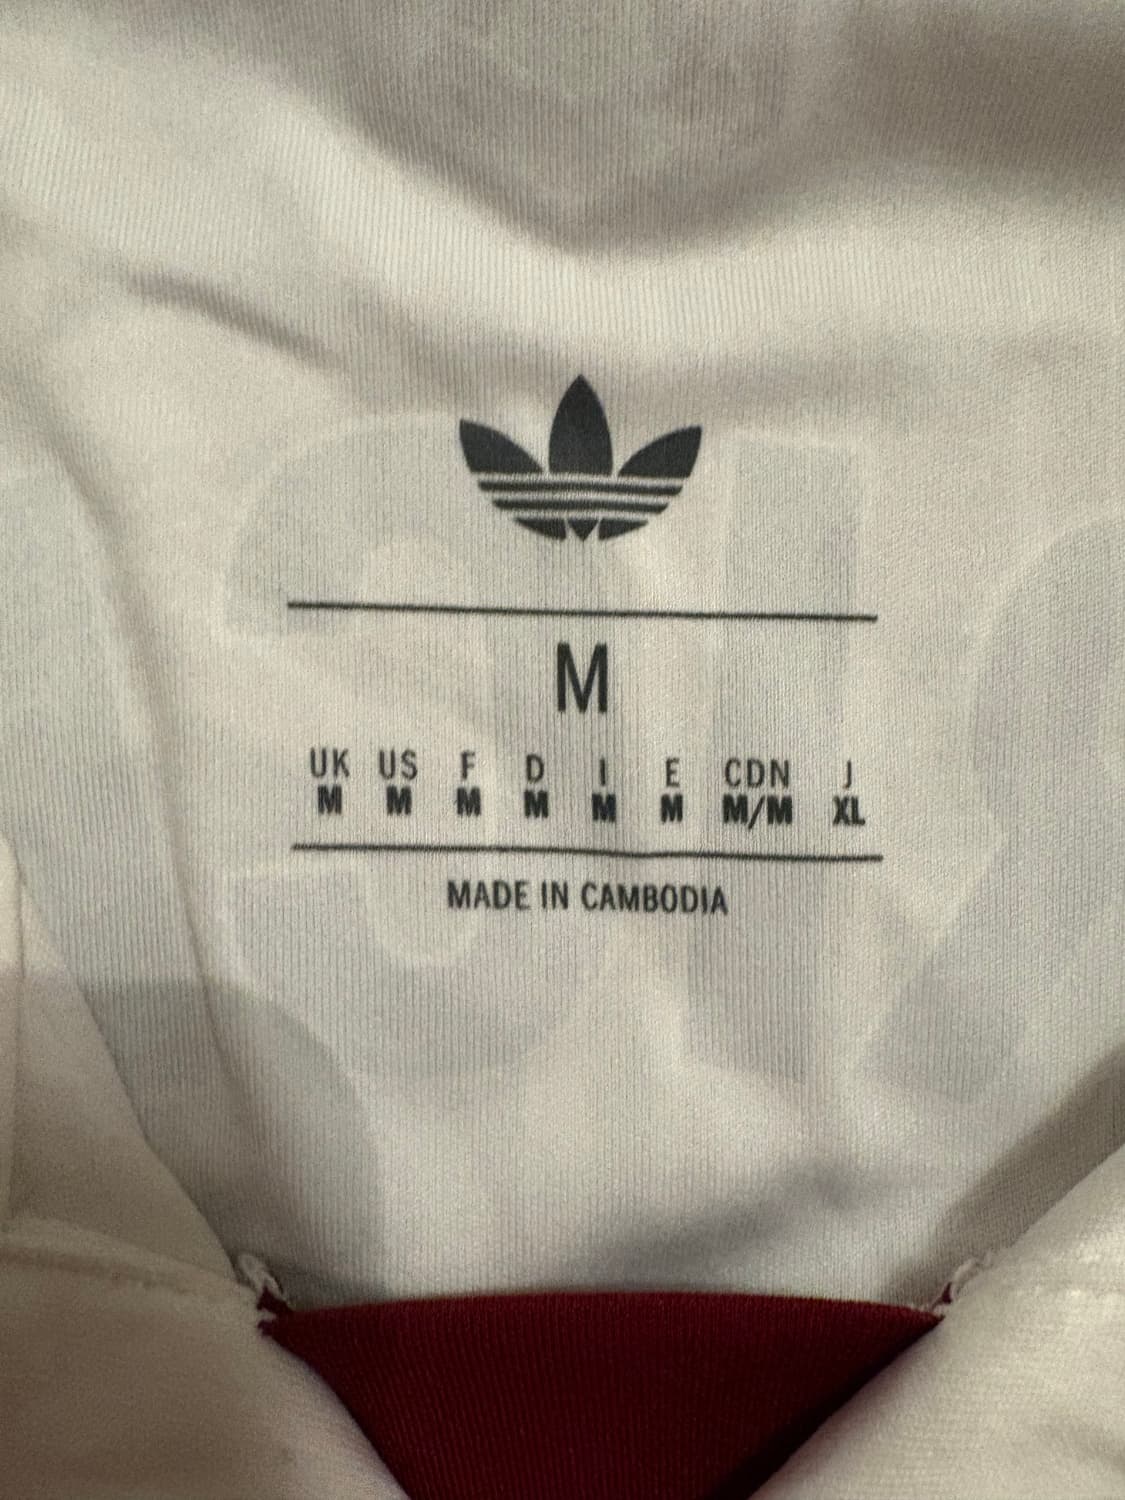 M
UK US F D I E CDN J
M M M M M M M/M XL
MADE IN CAMBODIA